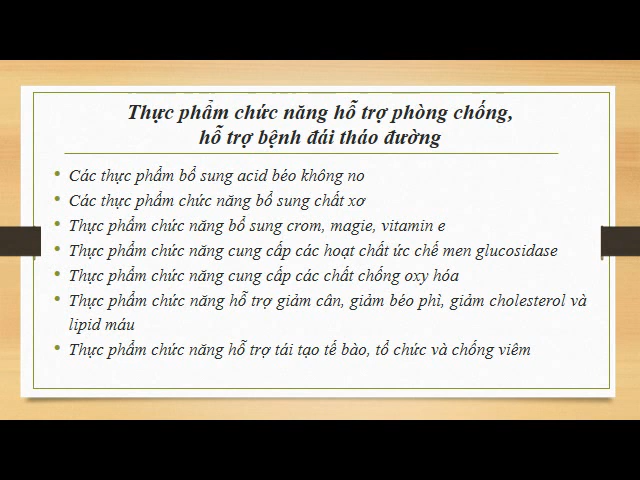 Thực phẩm chức năng hỗ trợ phòng chống,
hỗ trợ bệnh đái tháo đường
• Các thực phẩm bổ sung acid béo không no
• Các thực phẩm chức năng bổ sung chất xơ
• Thực phẩm chức năng bổ sung crom, magie, vitamin e
• Thực phẩm chức năng cung cấp các hoạt chất ức chế men glucosidase
• Thực phẩm chức năng cung cấp các chất chống oxy hóa
• Thực phẩm chức năng hỗ trợ giảm cân, giảm béo phì, giảm cholesterol và
lipid máu
• Thực phẩm chức năng hỗ trợ tái tạo tế bào, tổ chức và chống viêm